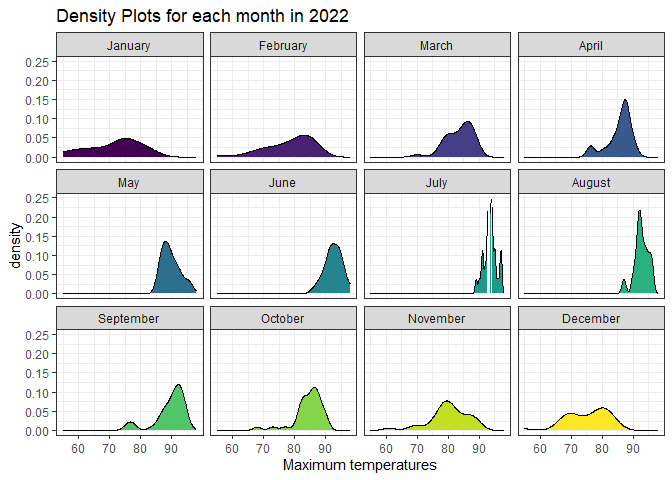 Density Plots for each month in 2022
January February March April
0.25
0.20
0.15
0.10
0.05
0.00
May June July August
0.25
0.20
0.15
0.10
0.05
0.00
density
September October November December
0.25
0.20
0.15
0.10
0.05
0.00
60 70 80 90 60 70 80 90 60 70 80 90 60 70 80 90
Maximum temperatures